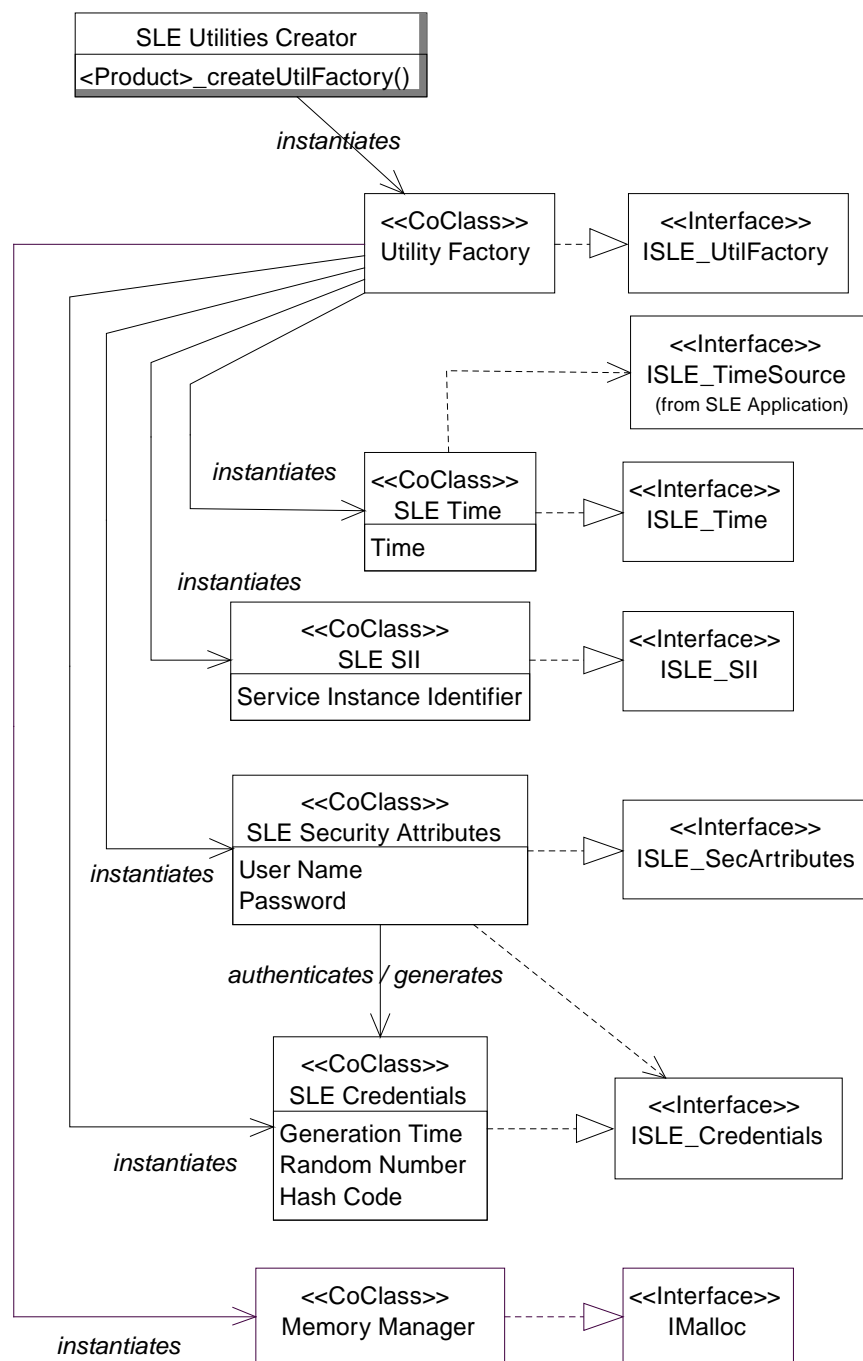 SLE Utilities Creator
<Product>_createUtilFactory()
instantiates
<<CoClass>>
Utility Factory
<<Interface>>
ISLE_UtilFactory
<<Interface>>
ISLE_TimeSource
(from SLE Application)
instantiates
<<CoClass>>
SLE Time
Time
<<Interface>>
ISLE_Time
instantiates
<<CoClass>>
SLE SII
Service Instance Identifier
<<Interface>>
ISLE_SII
<<CoClass>>
SLE Security Attributes
User Name
Password
<<Interface>>
ISLE_SecArtributes
instantiates
authenticates / generates
<<CoClass>>
SLE Credentials
Generation Time
Random Number
Hash Code
<<Interface>>
ISLE_Credentials
instantiates
<<CoClass>>
Memory Manager
<<Interface>>
IMalloc
instantiates